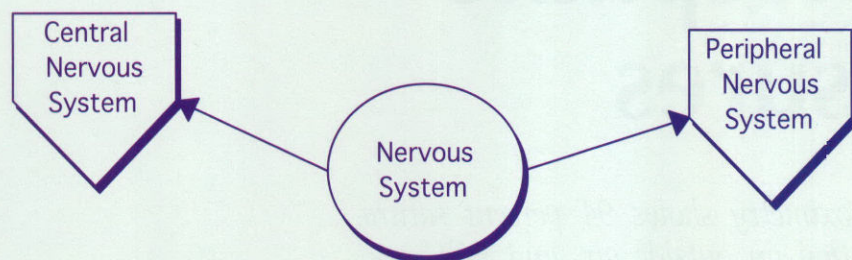 Central
Nervous
System
Nervous
System
Peripheral
Nervous
System